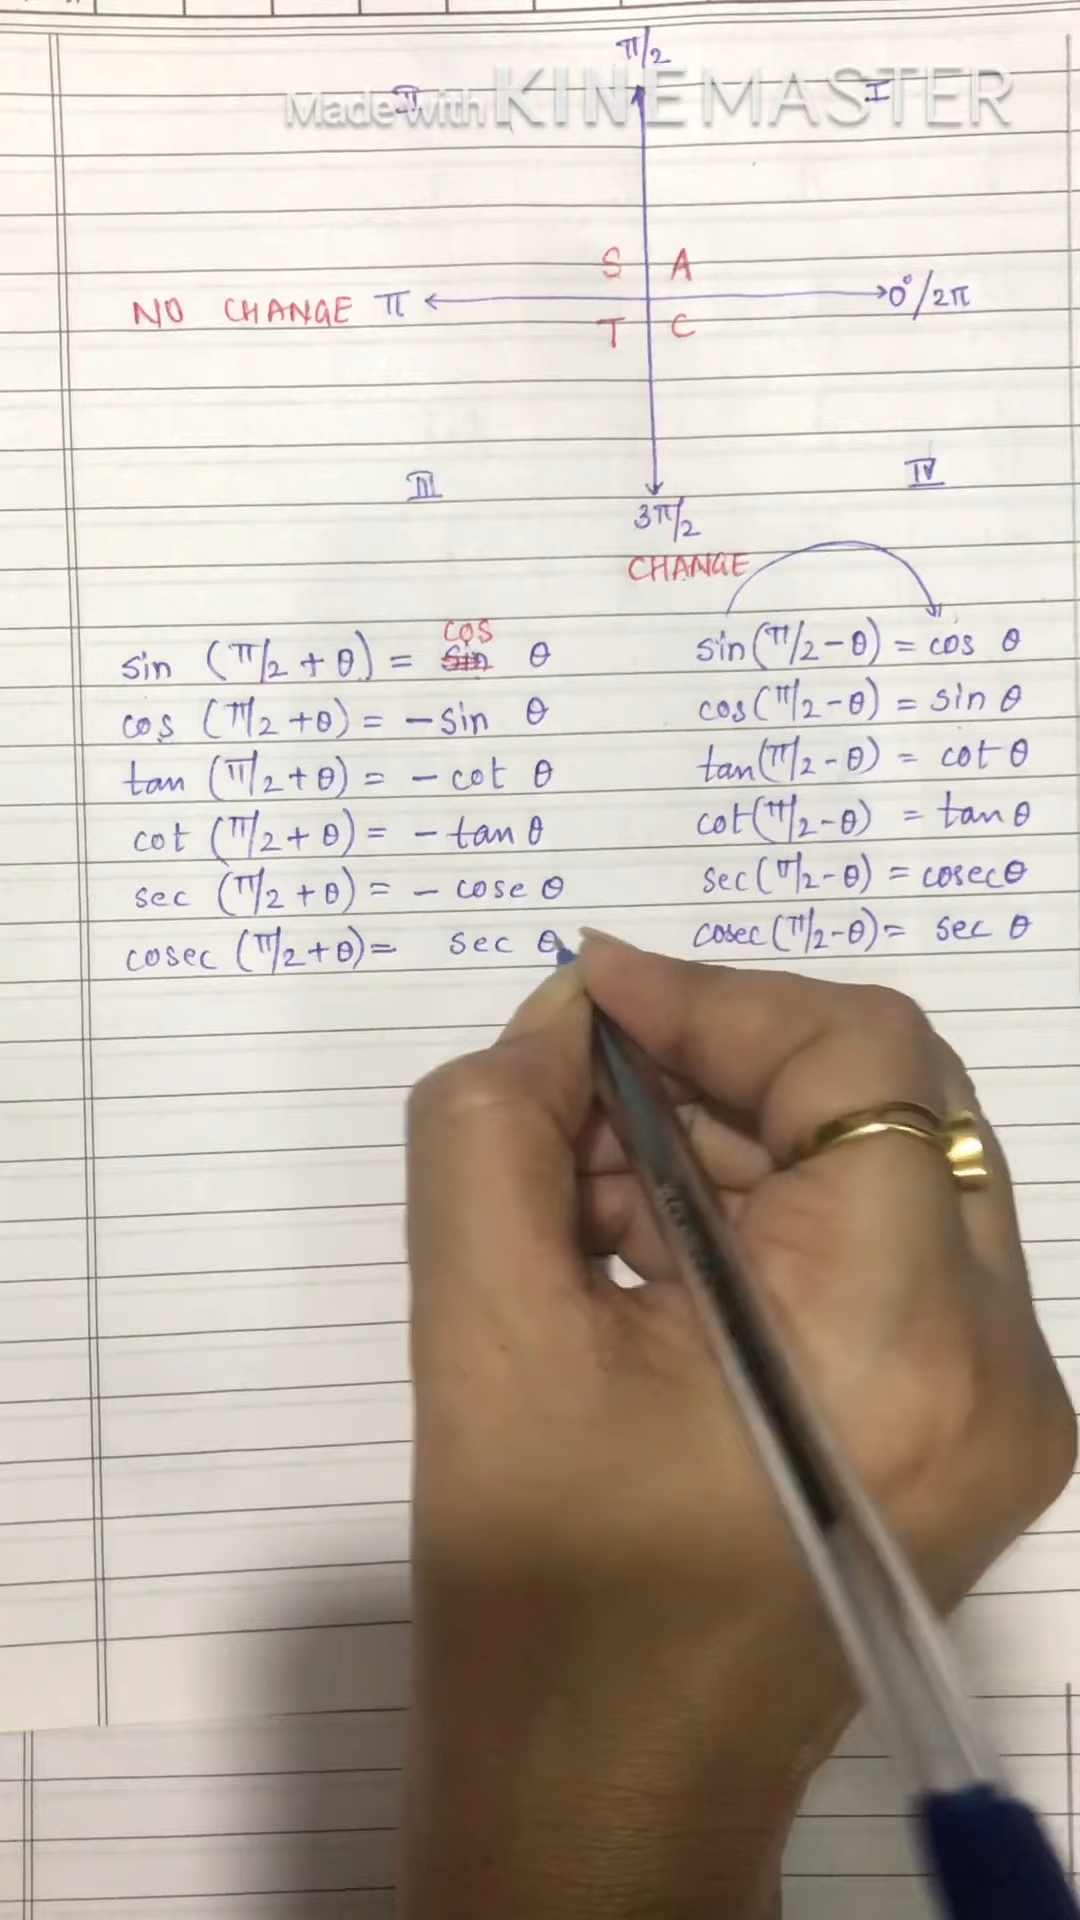 π/2
Made with KINEMASTER
II I
S A
NO CHANGE π 0°/2π
T C
III IV
3π/2
CHANGE
cos
sin (π/2 + θ) = sin θ
cos (π/2 + θ) = - sin θ
tan (π/2 + θ) = - cot θ
cot (π/2 + θ) = - tan θ
sec (π/2 + θ) = - cose θ
cosec (π/2 + θ) = sec θ
sin (π/2 - θ) = cos θ
cos (π/2 - θ) = sin θ
tan (π/2 - θ) = cot θ
cot (π/2 - θ) = tan θ
sec (π/2 - θ) = cosec θ
cosec (π/2 - θ) = sec θ